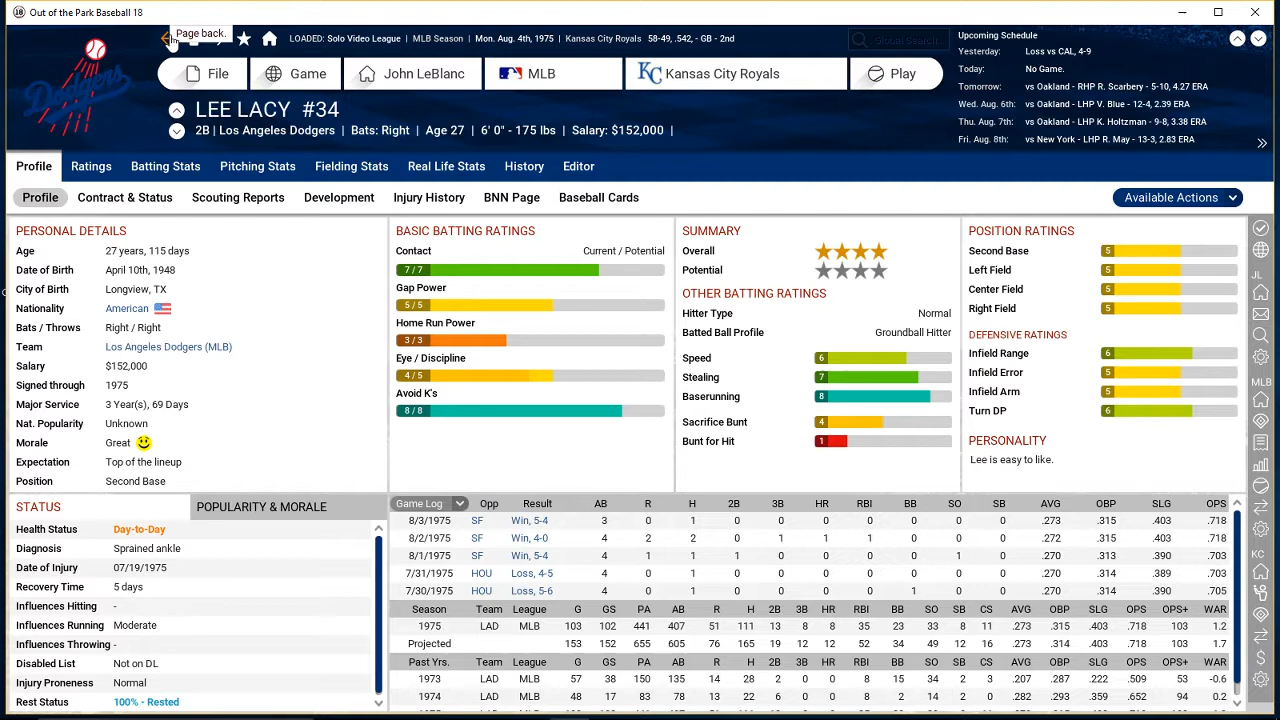 Out of the Park Baseball 18
Page back.
LOADED: Solo Video League | MLB Season | Mon. Aug. 4th, 1975 | Kansas City Royals 58-49, .542, - GB - 2nd
Global Search...
Upcoming Schedule
Yesterday: Loss vs CAL, 4-9
Today: No Game.
Tomorrow: vs Oakland - RHP R. Scarbery - 5-10, 4.27 ERA
Wed. Aug. 6th: vs Oakland - LHP V. Blue - 12-4, 2.39 ERA
Thu. Aug. 7th: vs Oakland - LHP K. Holtzman - 9-8, 3.38 ERA
Fri. Aug. 8th: vs New York - LHP R. May - 13-3, 2.83 ERA
Dodgers
File Game John LeBlanc MLB KC Kansas City Royals Play
LEE LACY #34
2B | Los Angeles Dodgers | Bats: Right | Age 27 | 6' 0" - 175 lbs | Salary: $152,000 |
Profile Ratings Batting Stats Pitching Stats Fielding Stats Real Life Stats History Editor
Profile Contract & Status Scouting Reports Development Injury History BNN Page Baseball Cards Available Actions
PERSONAL DETAILS
Age 27 years, 115 days
Date of Birth April 10th, 1948
City of Birth Longview, TX
Nationality American
Bats / Throws Right / Right
Team Los Angeles Dodgers (MLB)
Salary $152,000
Signed through 1975
Major Service 3 Year(s), 69 Days
Nat. Popularity Unknown
Morale Great
Expectation Top of the lineup
Position Second Base
BASIC BATTING RATINGS
Contact Current / Potential
7 / 7
Gap Power
5 / 5
Home Run Power
3 / 3
Eye / Discipline
4 / 5
Avoid K's
8 / 8
SUMMARY
Overall
Potential
OTHER BATTING RATINGS
Hitter Type Normal
Batted Ball Profile Groundball Hitter
Speed 6
Stealing 7
Baserunning 8
Sacrifice Bunt 4
Bunt for Hit 1
POSITION RATINGS
Second Base 5
Left Field 5
Center Field 5
Right Field 5
DEFENSIVE RATINGS
Infield Range 6
Infield Error 5
Infield Arm 5
Turn DP 6
PERSONALITY
Lee is easy to like.
JL
MLB
KC
STATUS POPULARITY & MORALE
Health Status Day-to-Day
Diagnosis Sprained ankle
Date of Injury 07/19/1975
Recovery Time 5 days
Influences Hitting -
Influences Running Moderate
Influences Throwing -
Disabled List Not on DL
Injury Proneness Normal
Rest Status 100% - Rested
Game Log Opp Result AB R H 2B 3B HR RBI BB SO SB AVG OBP SLG OPS
8/3/1975 SF Win, 5-4 3 0 1 0 0 0 0 0 0 0 .273 .315 .403 .718
8/2/1975 SF Win, 4-0 4 2 2 0 1 1 1 0 0 0 .272 .315 .403 .718
8/1/1975 SF Win, 5-4 4 1 1 1 0 0 0 0 1 0 .270 .313 .390 .703
7/31/1975 HOU Loss, 4-5 4 0 1 0 0 0 0 0 0 0 .270 .314 .389 .703
7/30/1975 HOU Loss, 5-6 4 0 1 0 0 0 0 1 0 0 .270 .314 .390 .705
Season Team League G GS PA AB R H 2B 3B HR RBI BB SO SB CS AVG OBP SLG OPS OPS+ WAR
1975 LAD MLB 103 102 441 407 51 111 13 8 8 35 23 33 8 11 .273 .315 .403 .718 103 1.2
Projected 153 152 655 605 76 165 19 12 12 52 34 49 12 16 .273 .314 .403 .718 103 1.7
Past Yrs. Team League G GS PA AB R H 2B 3B HR RBI BB SO SB CS AVG OBP SLG OPS OPS+ WAR
1973 LAD MLB 57 38 150 135 14 28 2 0 0 8 15 34 2 3 .207 .287 .222 .509 53 -0.6
1974 LAD MLB 48 17 83 78 13 22 6 0 0 8 2 14 2 0 .282 .293 .359 .652 94 0.2